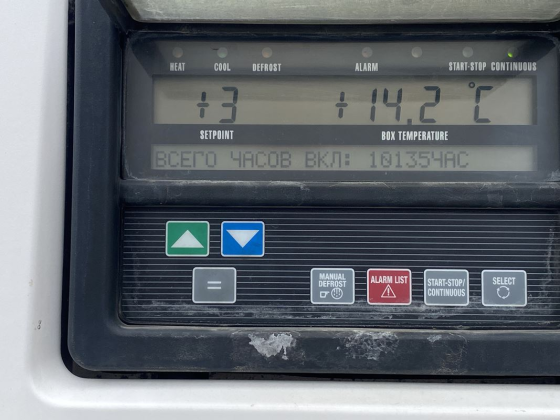 HEAT COOL DEFROST ALARM START-STOP CONTINUOUS
+3 +14.2 °C
SETPOINT BOX TEMPERATURE
ВСЕГО ЧАСОВ ВКЛ: 10135ЧАС
MANUAL DEFROST
ALARM LIST
START-STOP/ CONTINUOUS
SELECT
=